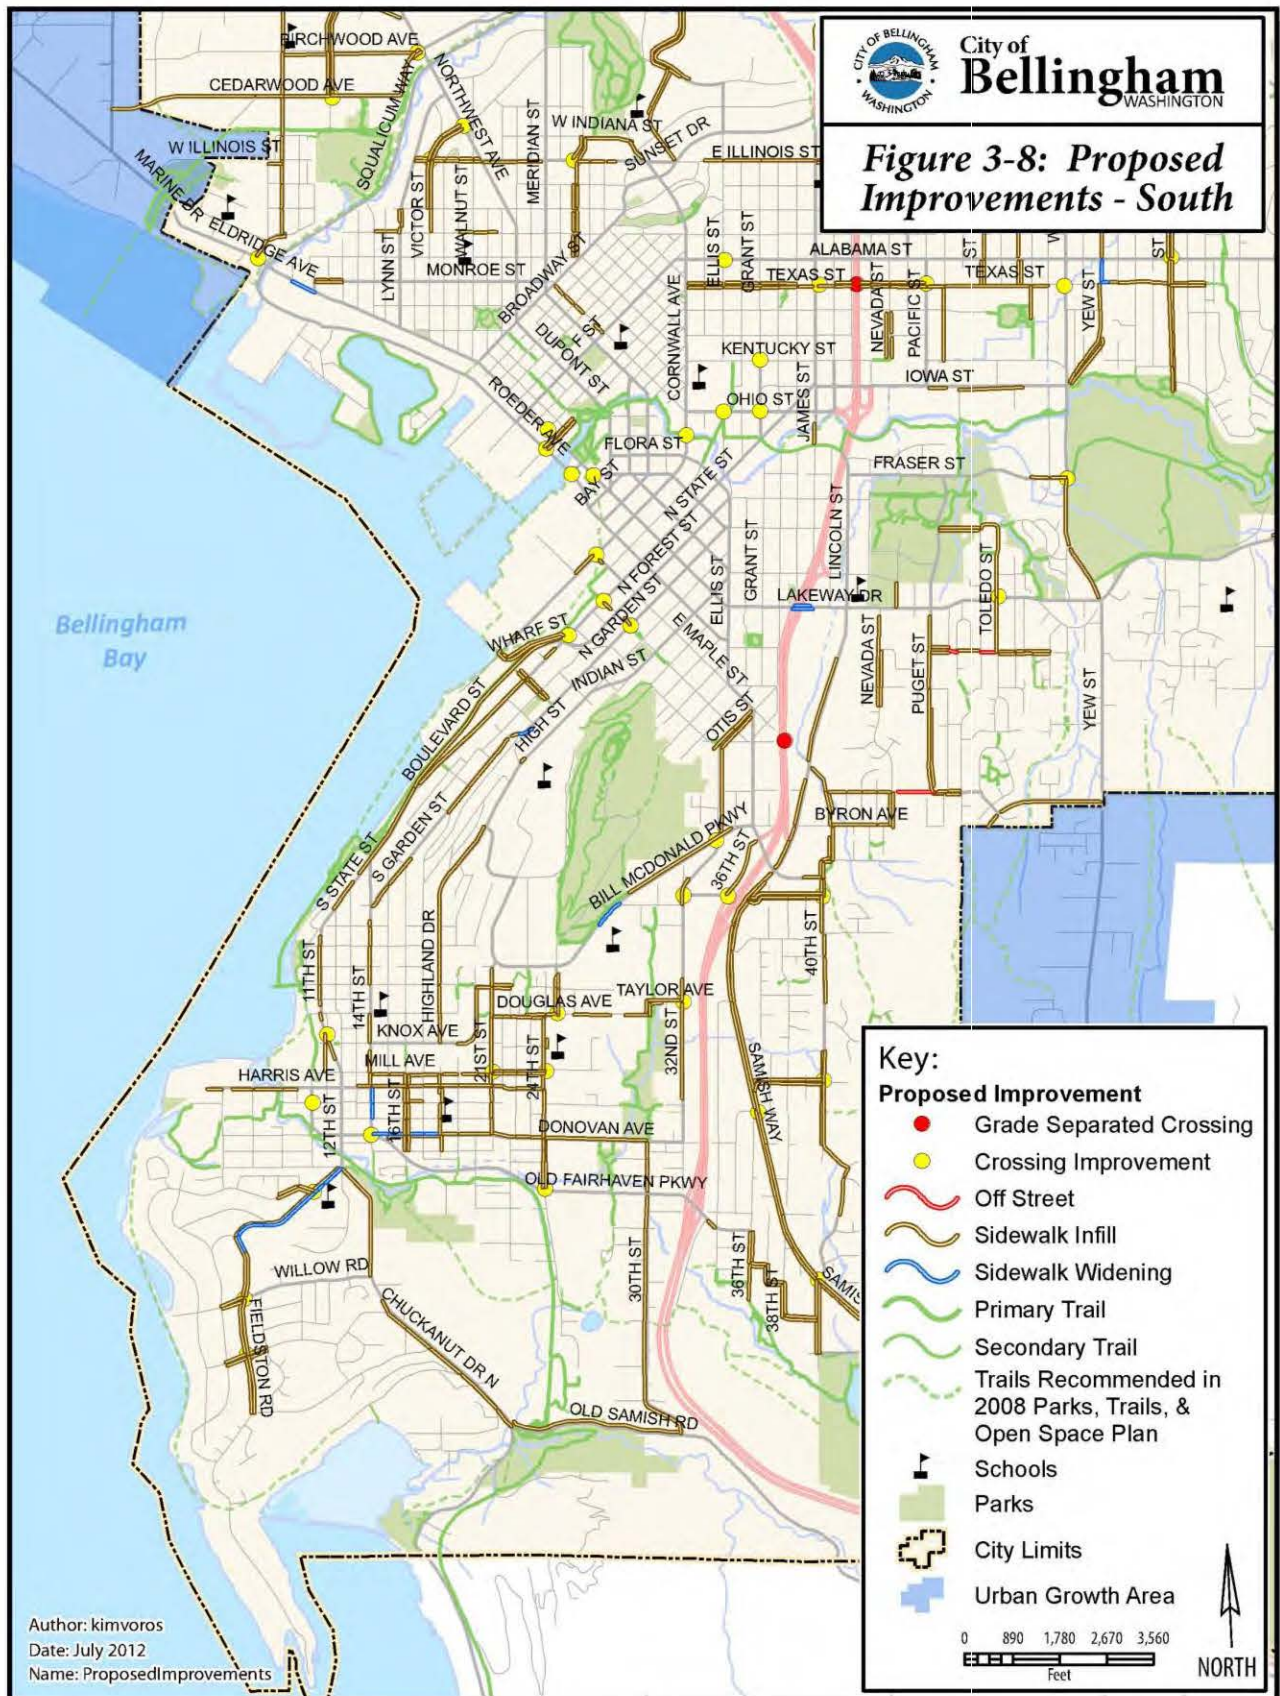 CITY OF BELLINGHAM
WASHINGTON
City of
Bellingham
WASHINGTON
Figure 3-8: Proposed
Improvements - South
BIRCHWOOD AVE
CEDARWOOD AVE
SQUALICUM WAY
NORTHWEST AVE
MERIDIAN ST
W INDIANA ST
SUNSET DR
W ILLINOIS ST
E ILLINOIS ST
MARINE DR
ELDRIDGE AVE
LYNN ST
VICTOR ST
WALNUT ST
MONROE ST
BROADWAY ST
F ST
DUPONT ST
ELLIS ST
GRANT ST
ALABAMA ST
ST
W
ST
TEXAS ST
TEXAS ST
NEVADA ST
PACIFIC ST
YEW ST
CORNWALL AVE
KENTUCKY ST
JAMES ST
IOWA ST
OHIO ST
ROEDER AVE
FLORA ST
FRASER ST
BAY ST
N STATE ST
N FOREST ST
N GARDEN ST
ELLIS ST
GRANT ST
LINCOLN ST
LAKEWAY DR
TOLEDO ST
WHARF ST
E MAPLE ST
INDIAN ST
NEVADA ST
PUGET ST
YEW ST
Bellingham
Bay
BOULEVARD ST
HIGH ST
OTIS ST
S GARDEN ST
S STATE ST
BILL MCDONALD PKWY
36TH ST
BYRON AVE
40TH ST
11TH ST
14TH ST
HIGHLAND DR
DOUGLAS AVE
TAYLOR AVE
KNOX AVE
21ST ST
24TH ST
32ND ST
SAMISH WAY
MILL AVE
HARRIS AVE
12TH ST
16TH ST
DONOVAN AVE
OLD FAIRHAVEN PKWY
30TH ST
36TH ST
38TH ST
SAMIS
WILLOW RD
FIELDSTON RD
CHUCKANUT DR N
OLD SAMISH RD
Key:
Proposed Improvement
Grade Separated Crossing
Crossing Improvement
Off Street
Sidewalk Infill
Sidewalk Widening
Primary Trail
Secondary Trail
Trails Recommended in
2008 Parks, Trails, &
Open Space Plan
Schools
Parks
City Limits
Urban Growth Area
0 890 1,780 2,670 3,560
Feet
NORTH
Author: kimvoros
Date: July 2012
Name: ProposedImprovements